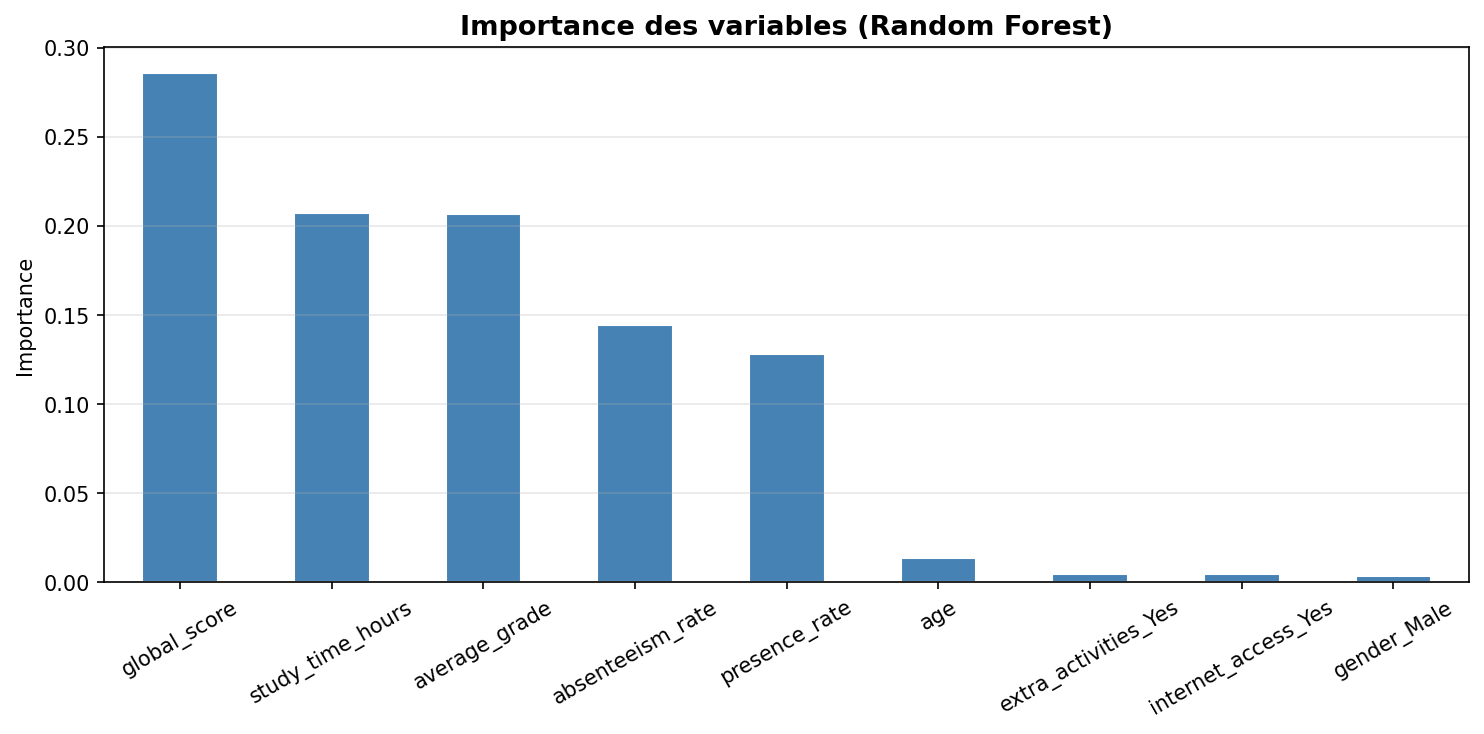 Importance des variables (Random Forest)
Importance
0.30
0.25
0.20
0.15
0.10
0.05
0.00
global_score
study_time_hours
average_grade
absenteeism_rate
presence_rate
age
extra_activities_Yes
internet_access_Yes
gender_Male